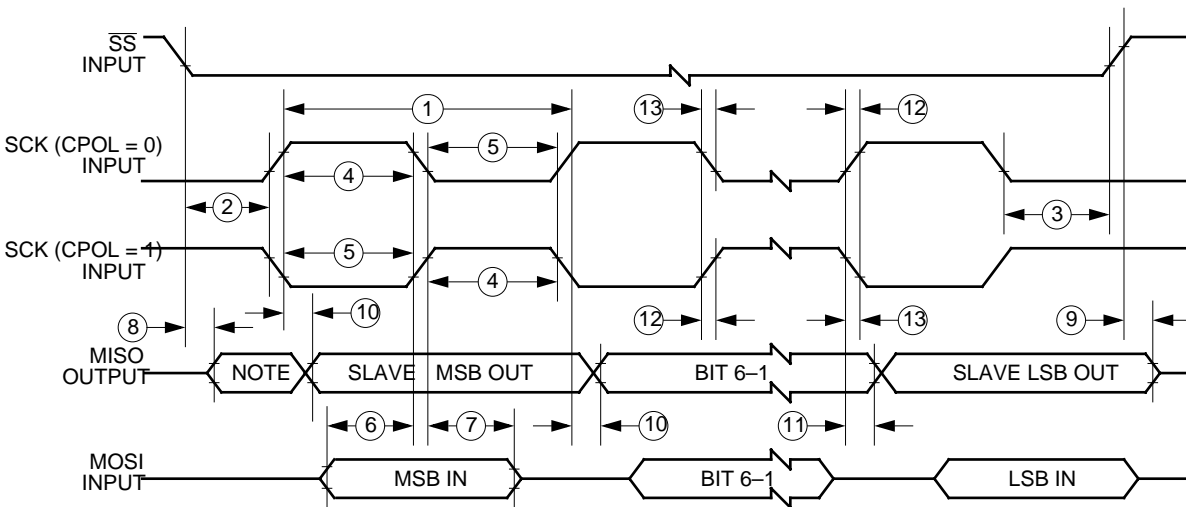 SS
INPUT
1
13
12
SCK (CPOL = 0)
INPUT
5
4
2
3
SCK (CPOL = 1)
INPUT
5
4
8
10
12
13
9
MISO
OUTPUT
NOTE
SLAVE MSB OUT
BIT 6–1
SLAVE LSB OUT
6
7
10
11
MOSI
INPUT
MSB IN
BIT 6–1
LSB IN